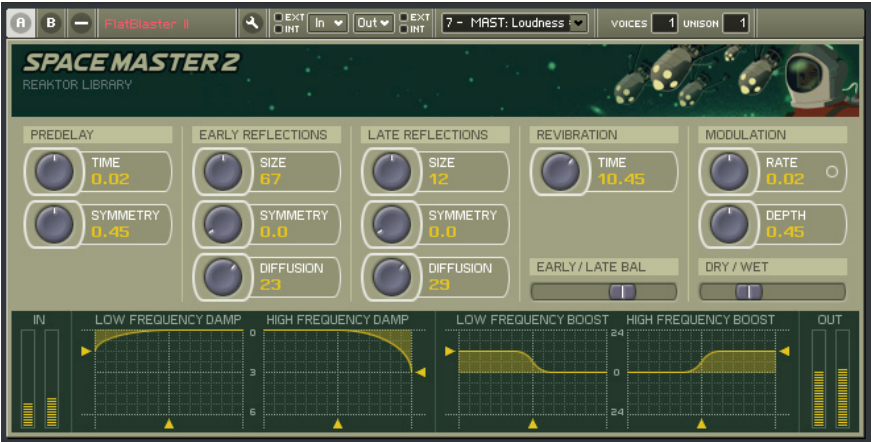 A B FlatBlaster II EXT INT In Out EXT INT 7 - MAST: Loudness VOICES 1 UNISON 1
SPACE MASTER 2
REAKTOR LIBRARY
PREDELAY EARLY REFLECTIONS LATE REFLECTIONS REVIBRATION MODULATION
TIME SIZE SIZE TIME RATE
0.02 67 12 10.45 0.02
SYMMETRY SYMMETRY SYMMETRY DEPTH
0.45 0.0 0.0 0.45
DIFFUSION DIFFUSION EARLY / LATE BAL DRY / WET
23 29
IN LOW FREQUENCY DAMP HIGH FREQUENCY DAMP LOW FREQUENCY BOOST HIGH FREQUENCY BOOST OUT
0 24
3 0
6 24